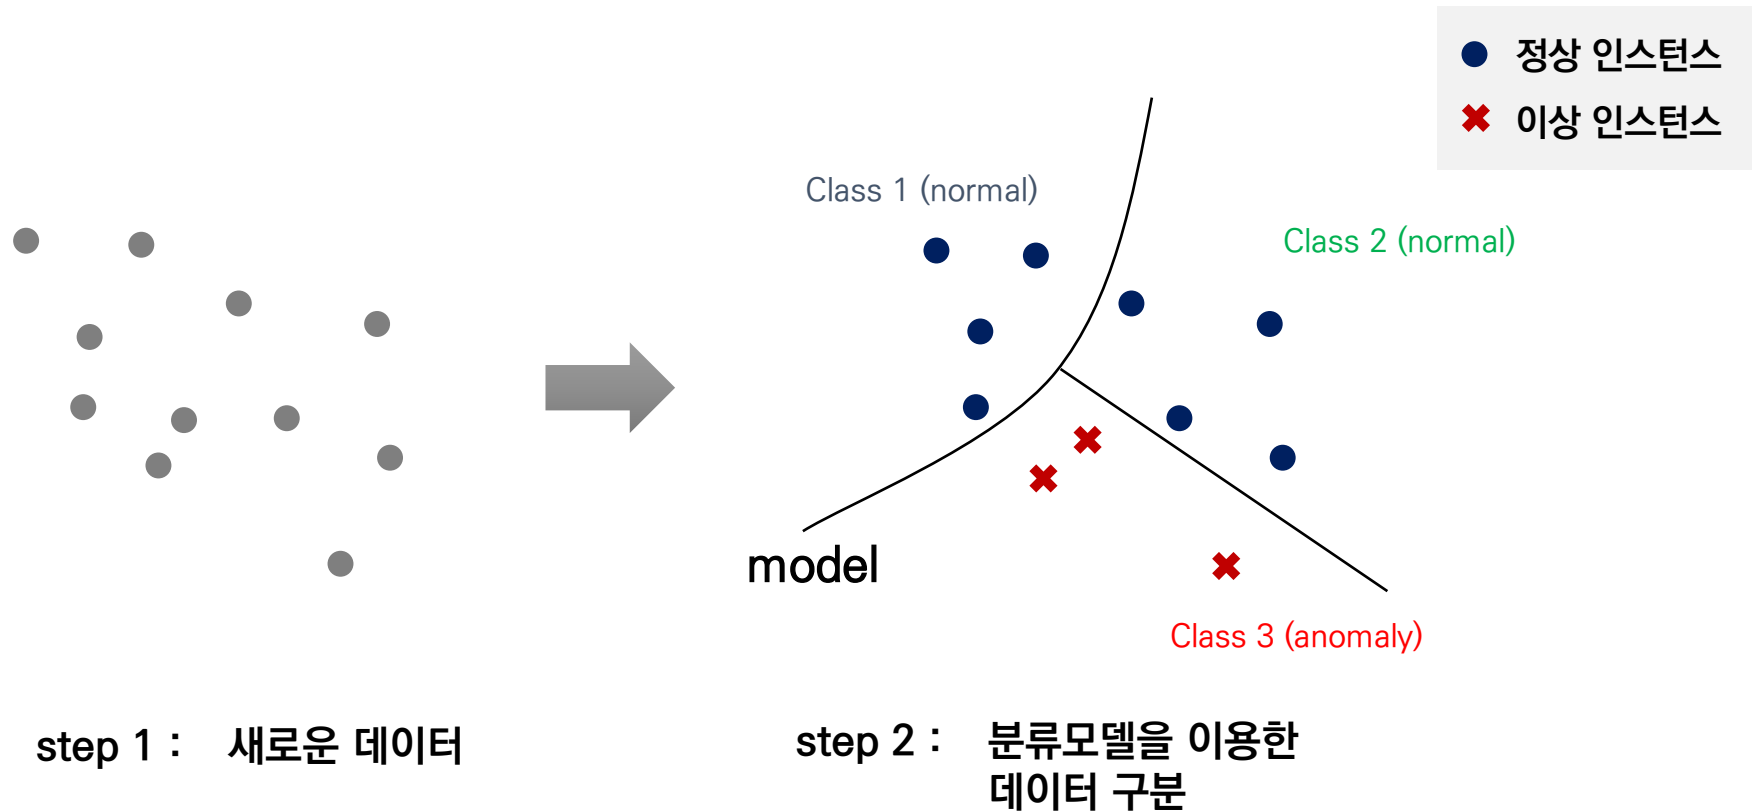 정상 인스턴스
이상 인스턴스
Class 1 (normal)
Class 2 (normal)
model
Class 3 (anomaly)
step 1 : 새로운 데이터
step 2 : 분류모델을 이용한
데이터 구분